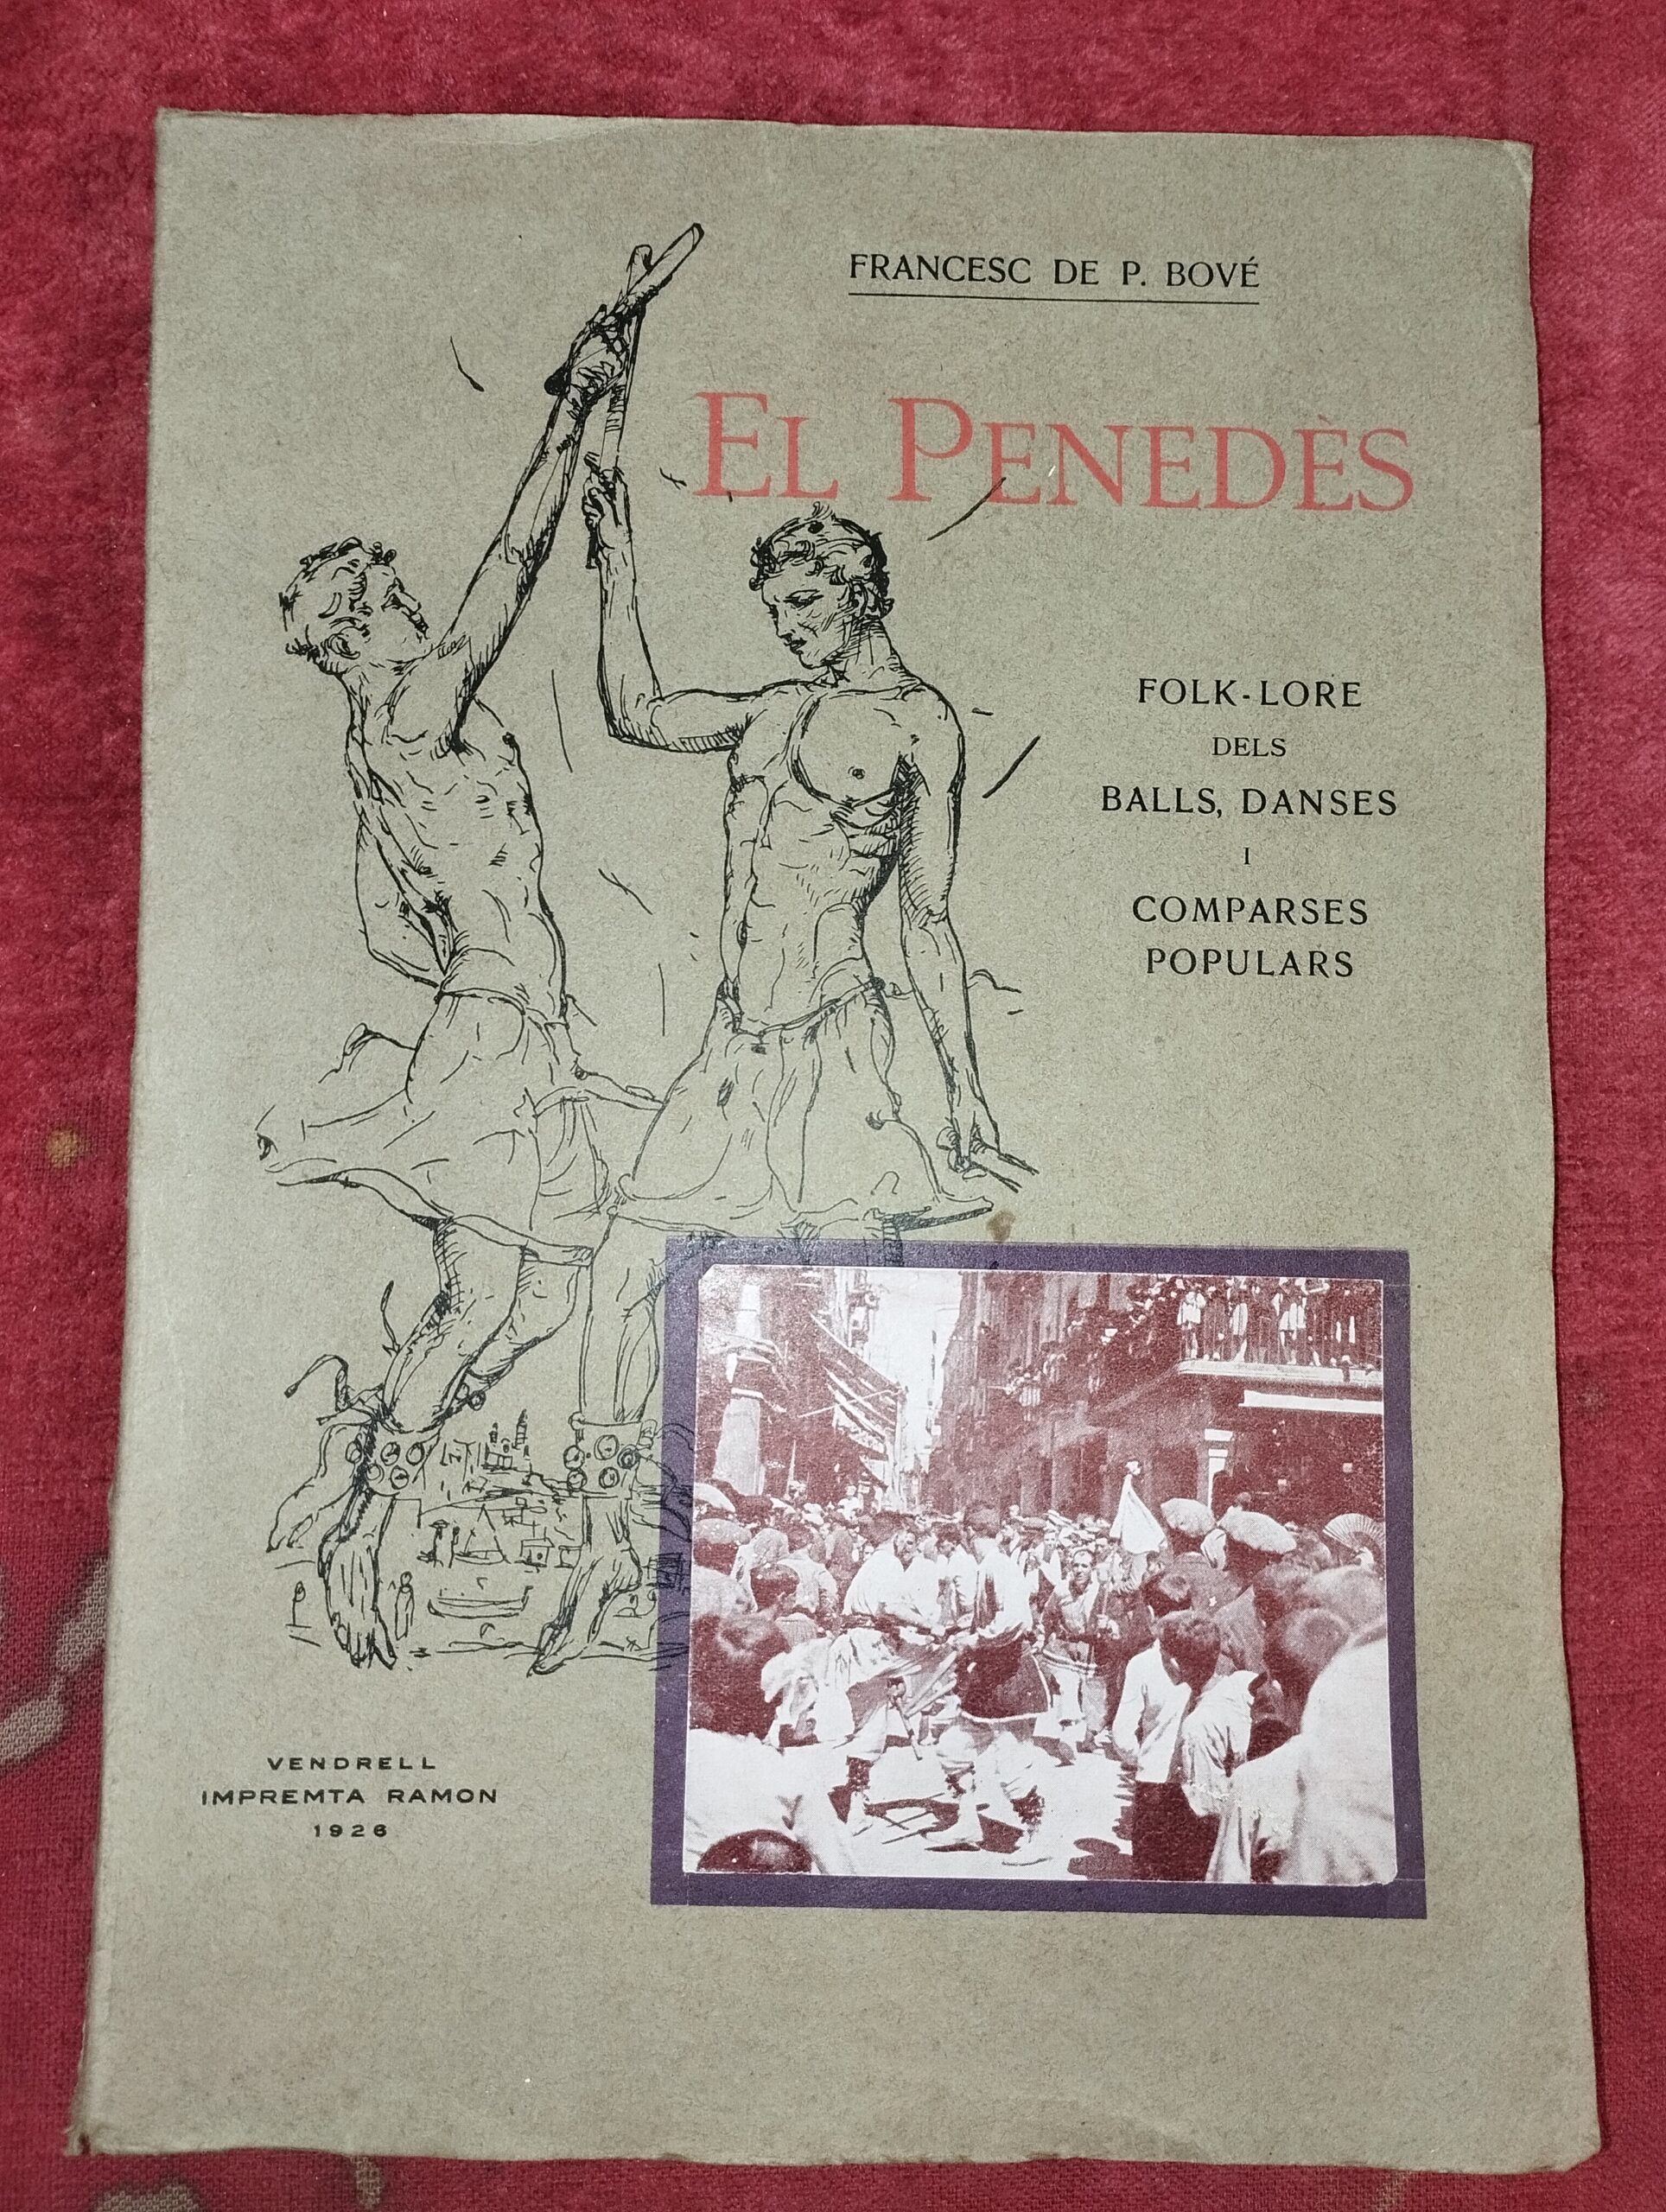 FRANCESC DE P. BOVÉ
EL PENEDÈS
FOLK-LORE
DELS
BALLS, DANSES
I
COMPARSES
POPULARS
VENDRELL
IMPREMTA RAMON
1926